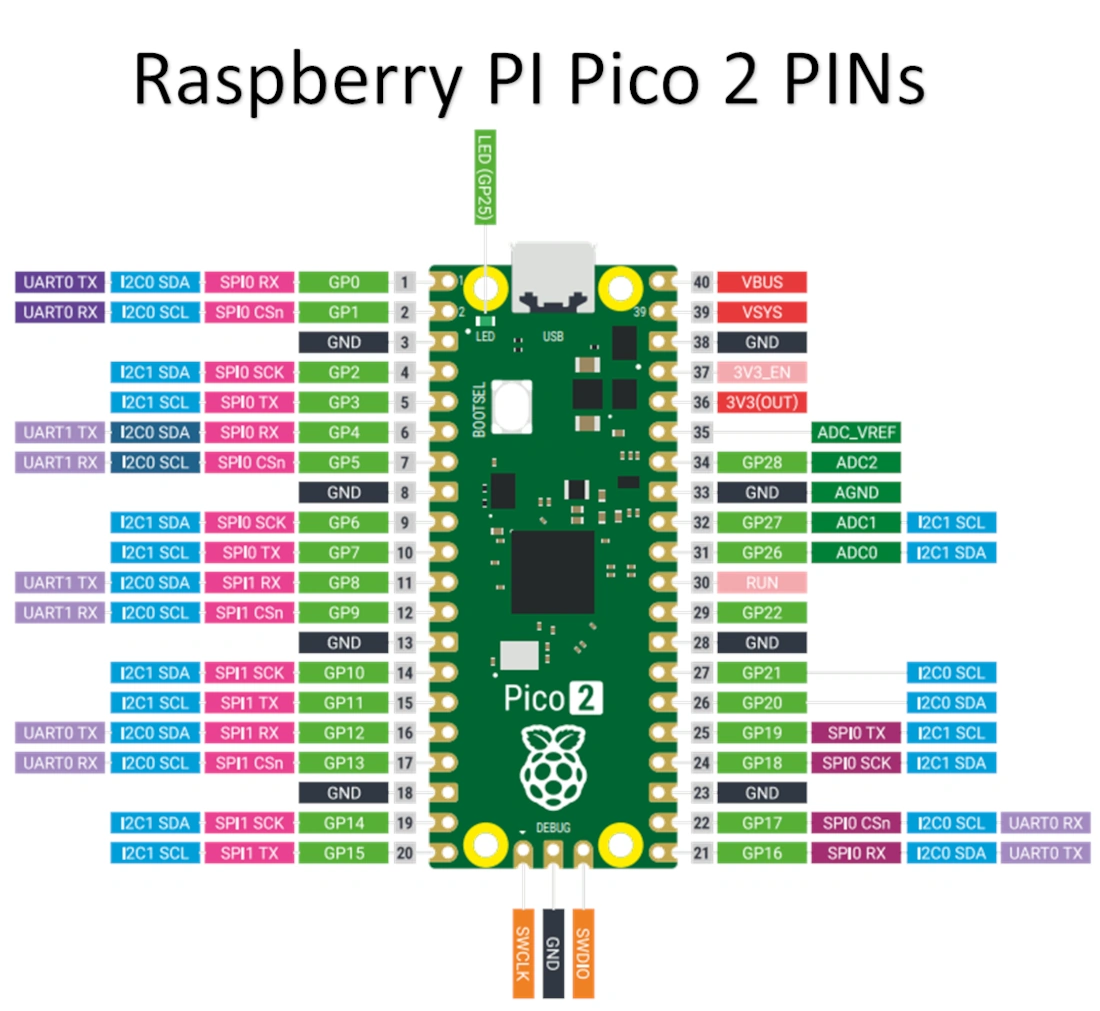 Raspberry PI Pico 2 PINs
LED (GP25)
UART0 TX I2C0 SDA SPI0 RX GP0 1 1 40 VBUS
UART0 RX I2C0 SCL SPI0 CSn GP1 2 2 39 39 VSYS
LED USB
GND 3 38 GND
I2C1 SDA SPI0 SCK GP2 4 37 3V3_EN
I2C1 SCL SPI0 TX GP3 5 36 3V3(OUT)
BOOTSEL
UART1 TX I2C0 SDA SPI0 RX GP4 6 35 ADC_VREF
UART1 RX I2C0 SCL SPI0 CSn GP5 7 34 GP28 ADC2
GND 8 33 GND AGND
I2C1 SDA SPI0 SCK GP6 9 32 GP27 ADC1 I2C1 SCL
I2C1 SCL SPI0 TX GP7 10 31 GP26 ADC0 I2C1 SDA
UART1 TX I2C0 SDA SPI1 RX GP8 11 30 RUN
UART1 RX I2C0 SCL SPI1 CSn GP9 12 29 GP22
GND 13 28 GND
I2C1 SDA SPI1 SCK GP10 14 27 GP21 I2C0 SCL
I2C1 SCL SPI1 TX GP11 15 26 GP20 I2C0 SDA
Pico 2
UART0 TX I2C0 SDA SPI1 RX GP12 16 25 GP19 SPI0 TX I2C1 SCL
UART0 RX I2C0 SCL SPI1 CSn GP13 17 24 GP18 SPI0 SCK I2C1 SDA
GND 18 23 GND
I2C1 SDA SPI1 SCK GP14 19 22 GP17 SPI0 CSn I2C0 SCL UART0 RX
DEBUG
I2C1 SCL SPI1 TX GP15 20 21 GP16 SPI0 RX I2C0 SDA UART0 TX
SWCLK GND SWDIO